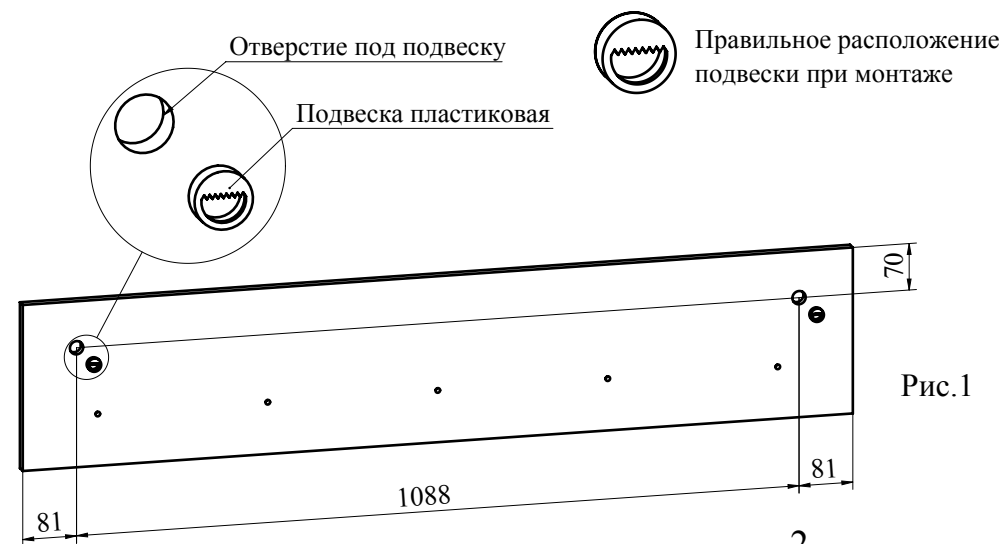 Отверстие под подвеску
Правильное расположение
подвески при монтаже
Подвеска пластиковая
70
Рис.1
81
1088
81
2